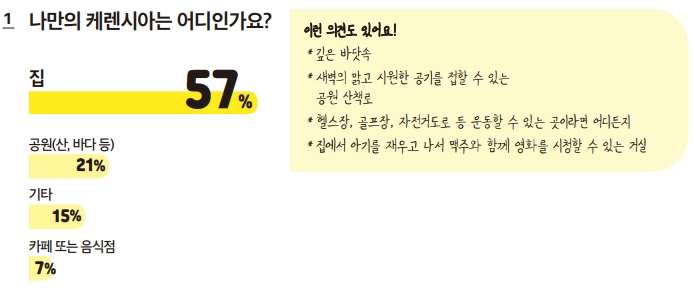 1 나만의 케렌시아는 어디인가요?
집
57%
공원(산, 바다 등)
21%
기타
15%
카페 또는 음식점
7%
이런 의견도 있어요!
* 깊은 바닷속
* 새벽의 맑고 시원한 공기를 접할 수 있는
공원 산책로
* 헬스장, 골프장, 자전거도로 등 운동할 수 있는 곳이라면 어디든지
* 집에서 아기를 재우고 나서 맥주와 함께 영화를 시청할 수 있는 거실